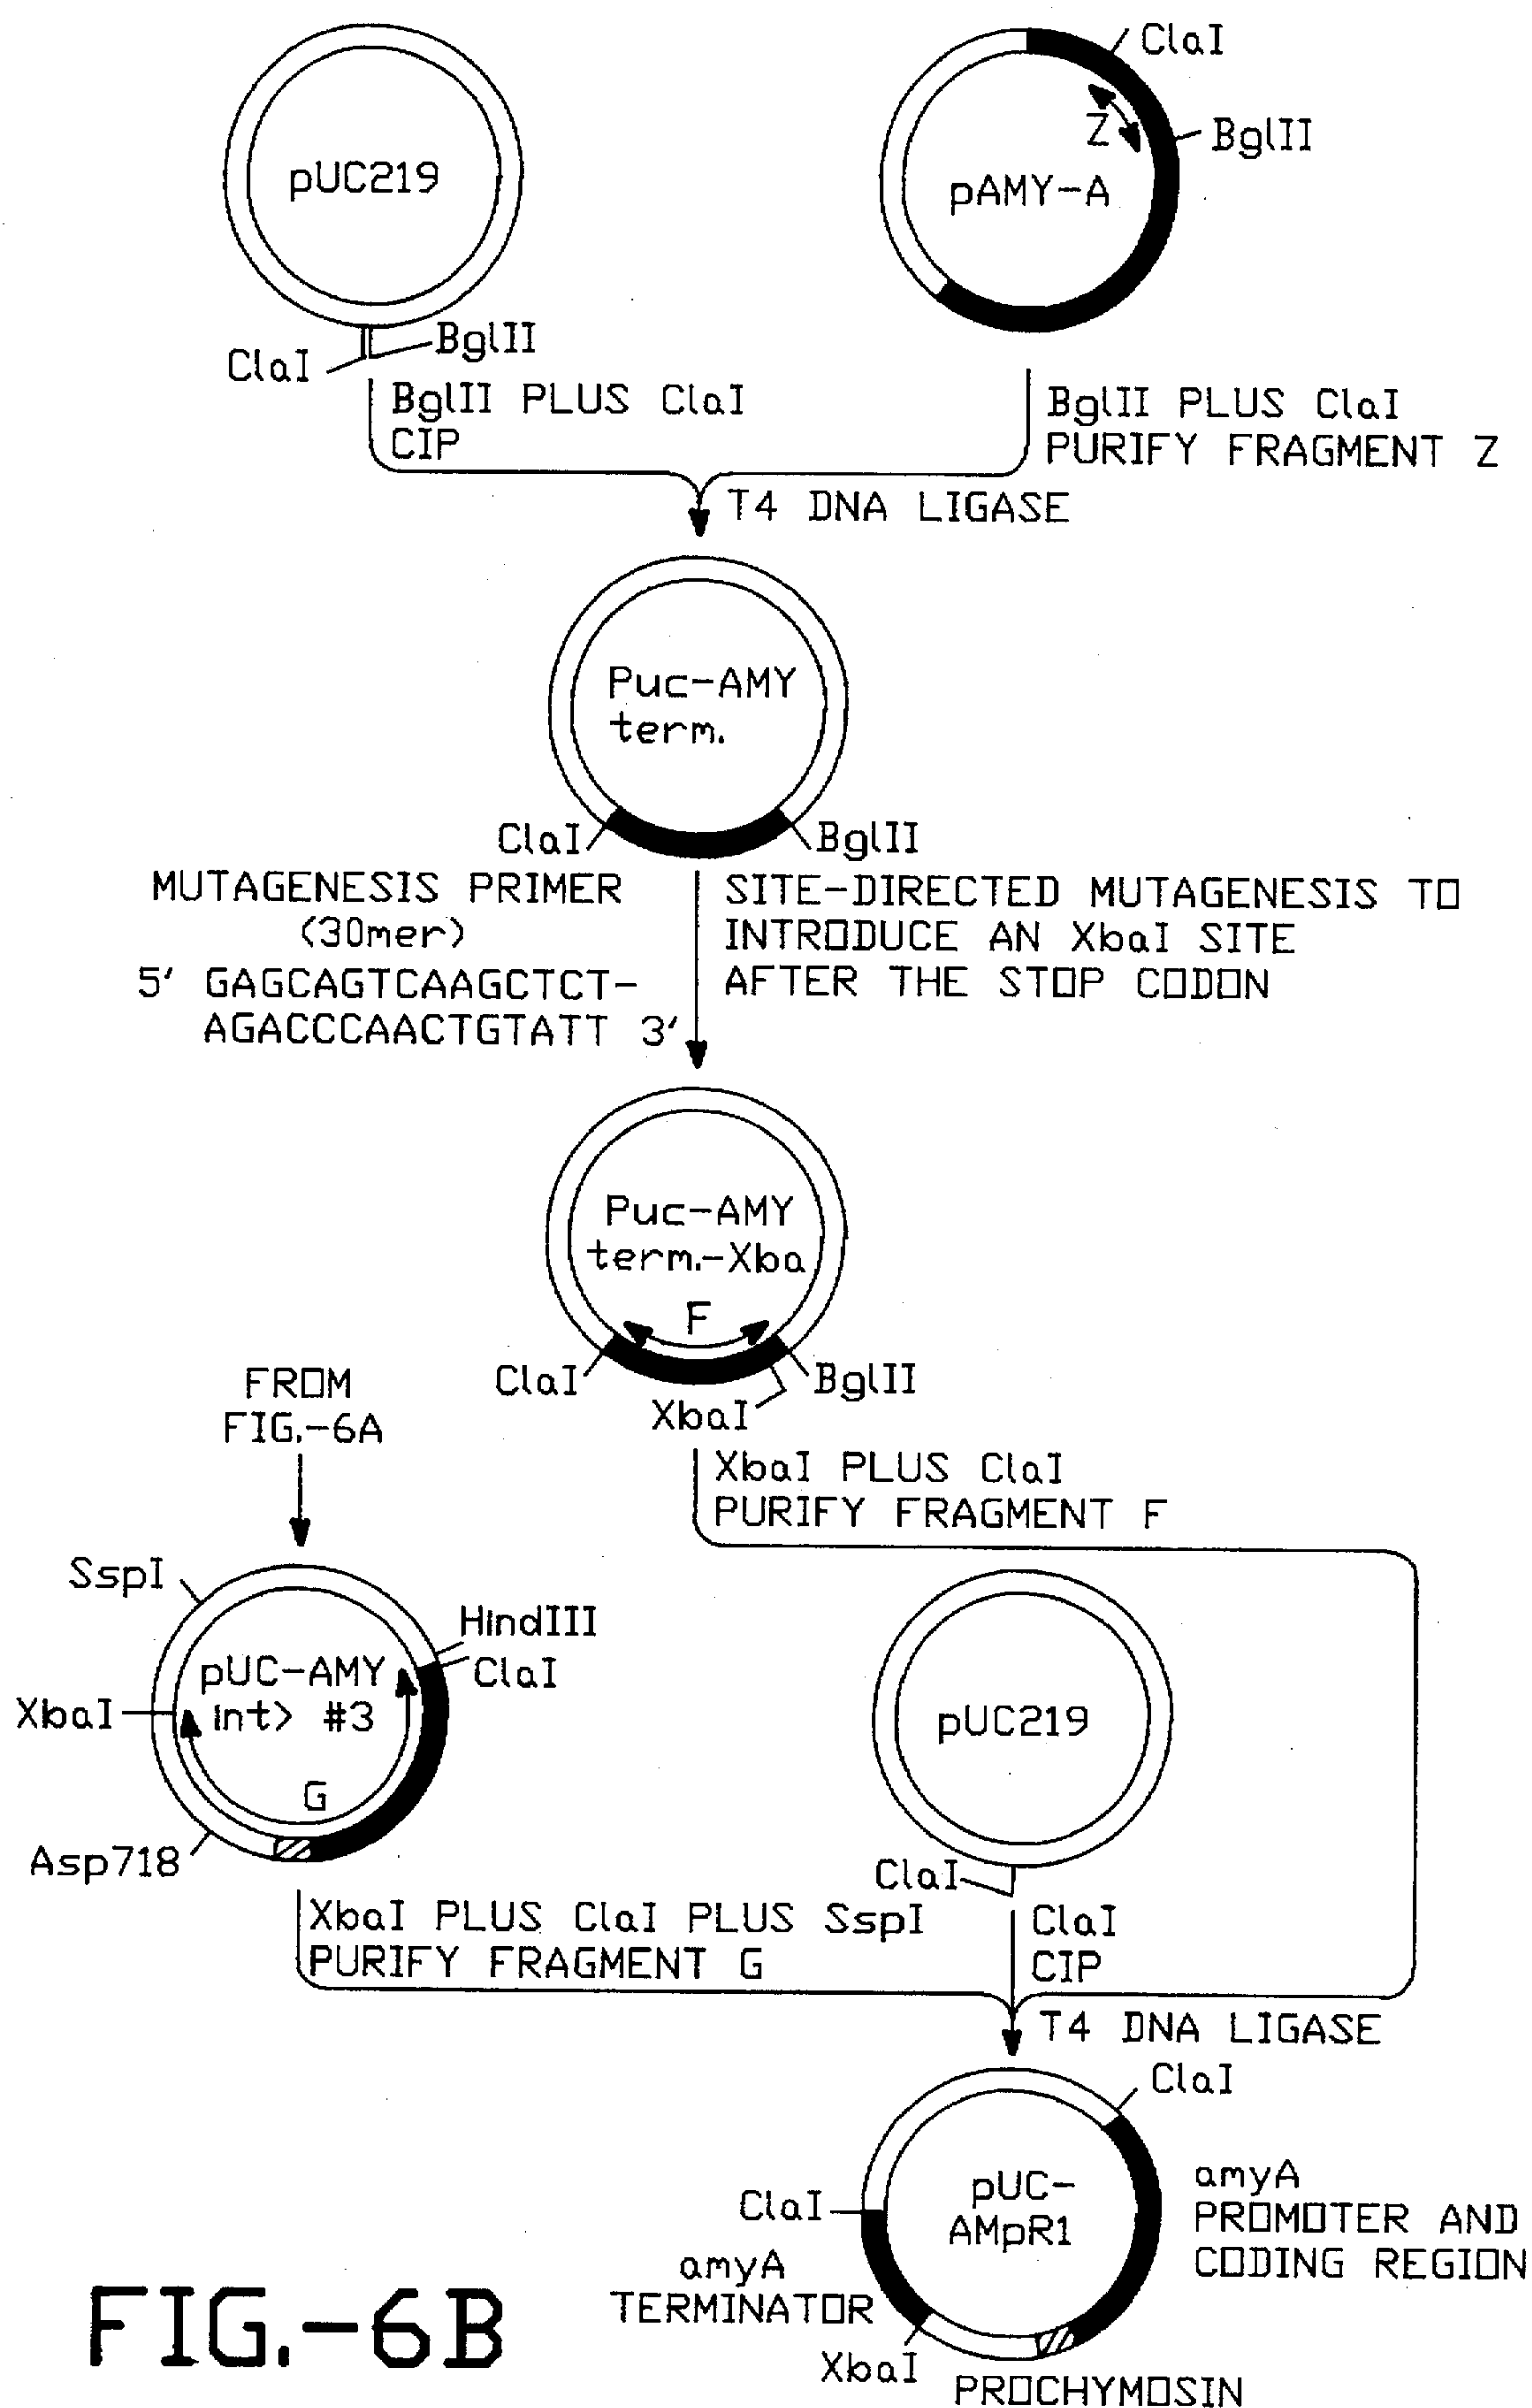 pUC219
ClaI
BglII
Z
pAMY-A
ClaI
BglII
BglII PLUS ClaI
CIP
BglII PLUS ClaI
PURIFY FRAGMENT Z
T4 DNA LIGASE
Puc-AMY
term.
ClaI
BglII
MUTAGENESIS PRIMER
(30mer)
5' GAGCAGTCAAGCTCT-
AGACCCAACTGTATT 3'
SITE-DIRECTED MUTAGENESIS TO
INTRODUCE AN XbaI SITE
AFTER THE STOP CODON
Puc-AMY
term.-Xba
F
ClaI
BglII
XbaI
FROM
FIG.-6A
XbaI PLUS ClaI
PURIFY FRAGMENT F
SspI
HindIII
ClaI
pUC-AMY
int> #3
XbaI
G
Asp718
pUC219
ClaI
XbaI PLUS ClaI PLUS SspI
PURIFY FRAGMENT G
ClaI
CIP
T4 DNA LIGASE
ClaI
pUC-
AMpR1
ClaI
amyA
PROMOTER AND
CODING REGION
amyA
TERMINATOR
XbaI
PROCHYMOSIN
FIG.-6B